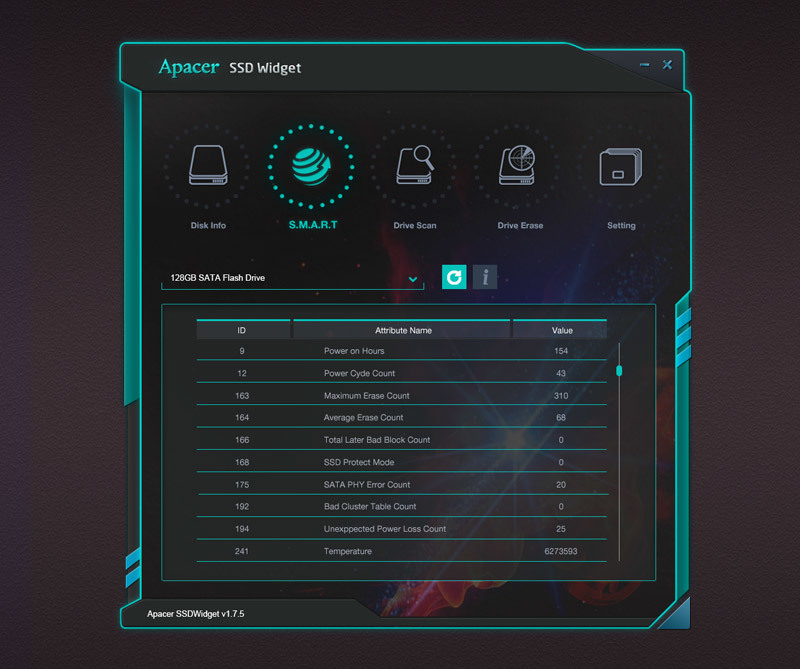 Apacer SSD Widget
Disk Info S.M.A.R.T Drive Scan Drive Erase Setting
128GB SATA Flash Drive
ID Attribute Name Value
9 Power on Hours 154
12 Power Cyde Count 43
163 Maximum Erase Count 310
164 Average Erase Count 68
166 Total Later Bad Block Count 0
168 SSD Protect Mode 0
175 SATA PHY Error Count 20
192 Bad Cluster Table Count 0
194 Unexppected Power Loss Count 25
241 Temperature 6273593
Apacer SSDWidget v1.7.5